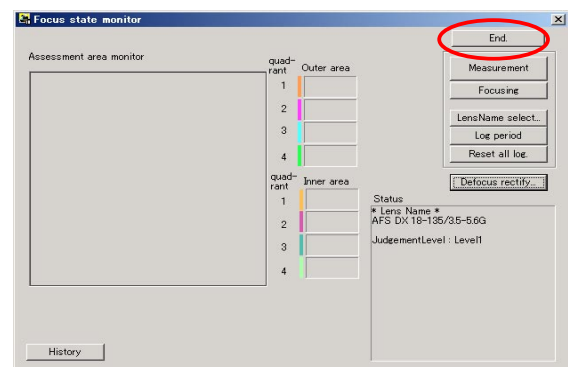 Focus state monitor
End.
Assessment area monitor
quad-
rant
Outer area
1
2
3
4
quad-
rant
Inner area
1
2
3
4
Measurement
Focusing
LensName select...
Log period
Reset all log.
Defocus rectify...
Status
* Lens Name *
AFS DX 18-135/3.5-5.6G
JudgementLevel : Level1
History